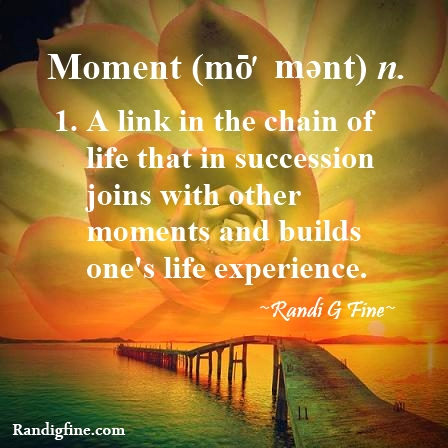 Moment (mō′ mənt) n.
1. A link in the chain of
life that in succession
joins with other
moments and builds
one's life experience.
~Randi G Fine~
Randigfine.com